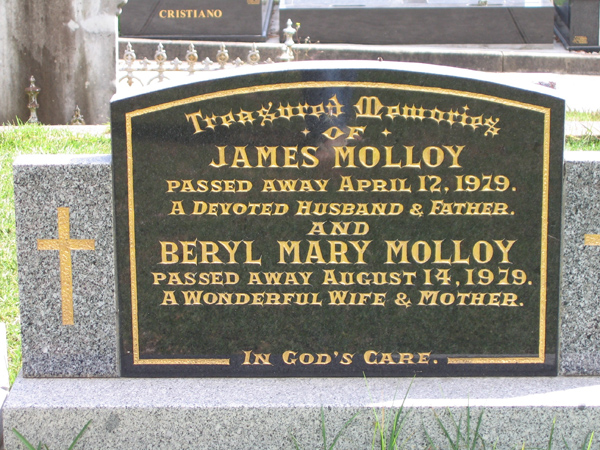 CRISTIANO
Treasured Memories
· OF ·
JAMES MOLLOY
PASSED AWAY APRIL 12, 1979.
A DEVOTED HUSBAND & FATHER.
AND
BERYL MARY MOLLOY
PASSED AWAY AUGUST 14, 1979.
A WONDERFUL WIFE & MOTHER.
IN GOD'S CARE.